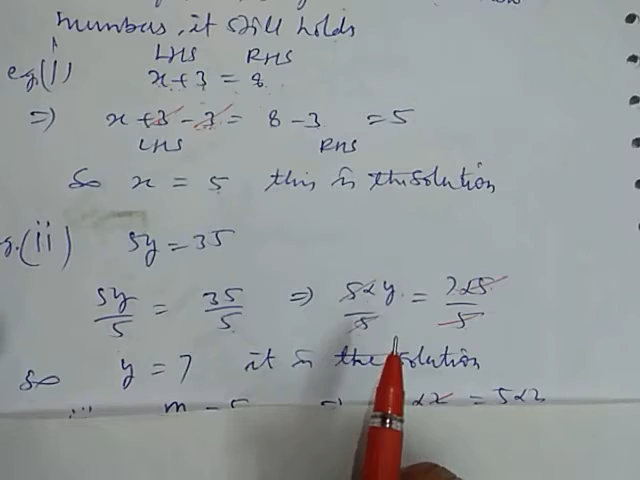 numbers, it still holds
LHS RHS
e.g.(i) x + 3 = 8
⇒ x + 3 - 3 = 8 - 3 = 5
LHS RHS
So x = 5 this is the solution
e.g.(ii) 5y = 35
5y/5 = 35/5 ⇒ 5×y/5 = 7×5/5
so y = 7 it is the solution
= 5×2